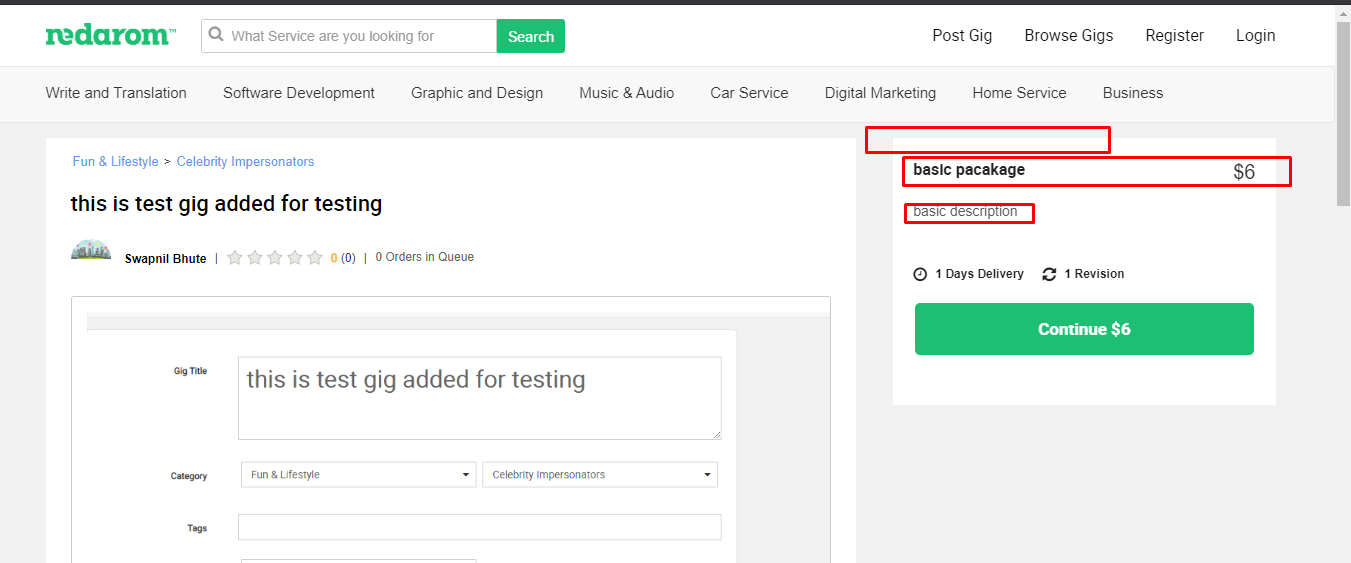 nedarom™
What Service are you looking for
Search
Post Gig
Browse Gigs
Register
Login
Write and Translation
Software Development
Graphic and Design
Music & Audio
Car Service
Digital Marketing
Home Service
Business
Fun & Lifestyle > Celebrity Impersonators
this is test gig added for testing
Swapnil Bhute | 0 (0) | 0 Orders in Queue
Gig Title
this is test gig added for testing
Category
Fun & Lifestyle
Celebrity Impersonators
Tags
basic pacakage $6
basic description
1 Days Delivery
1 Revision
Continue $6